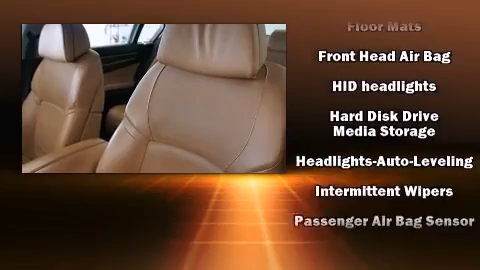 Floor Mats
Front Head Air Bag
HID headlights
Hard Disk Drive
Media Storage
Headlights-Auto-Leveling
Intermittent Wipers
Passenger Air Bag Sensor